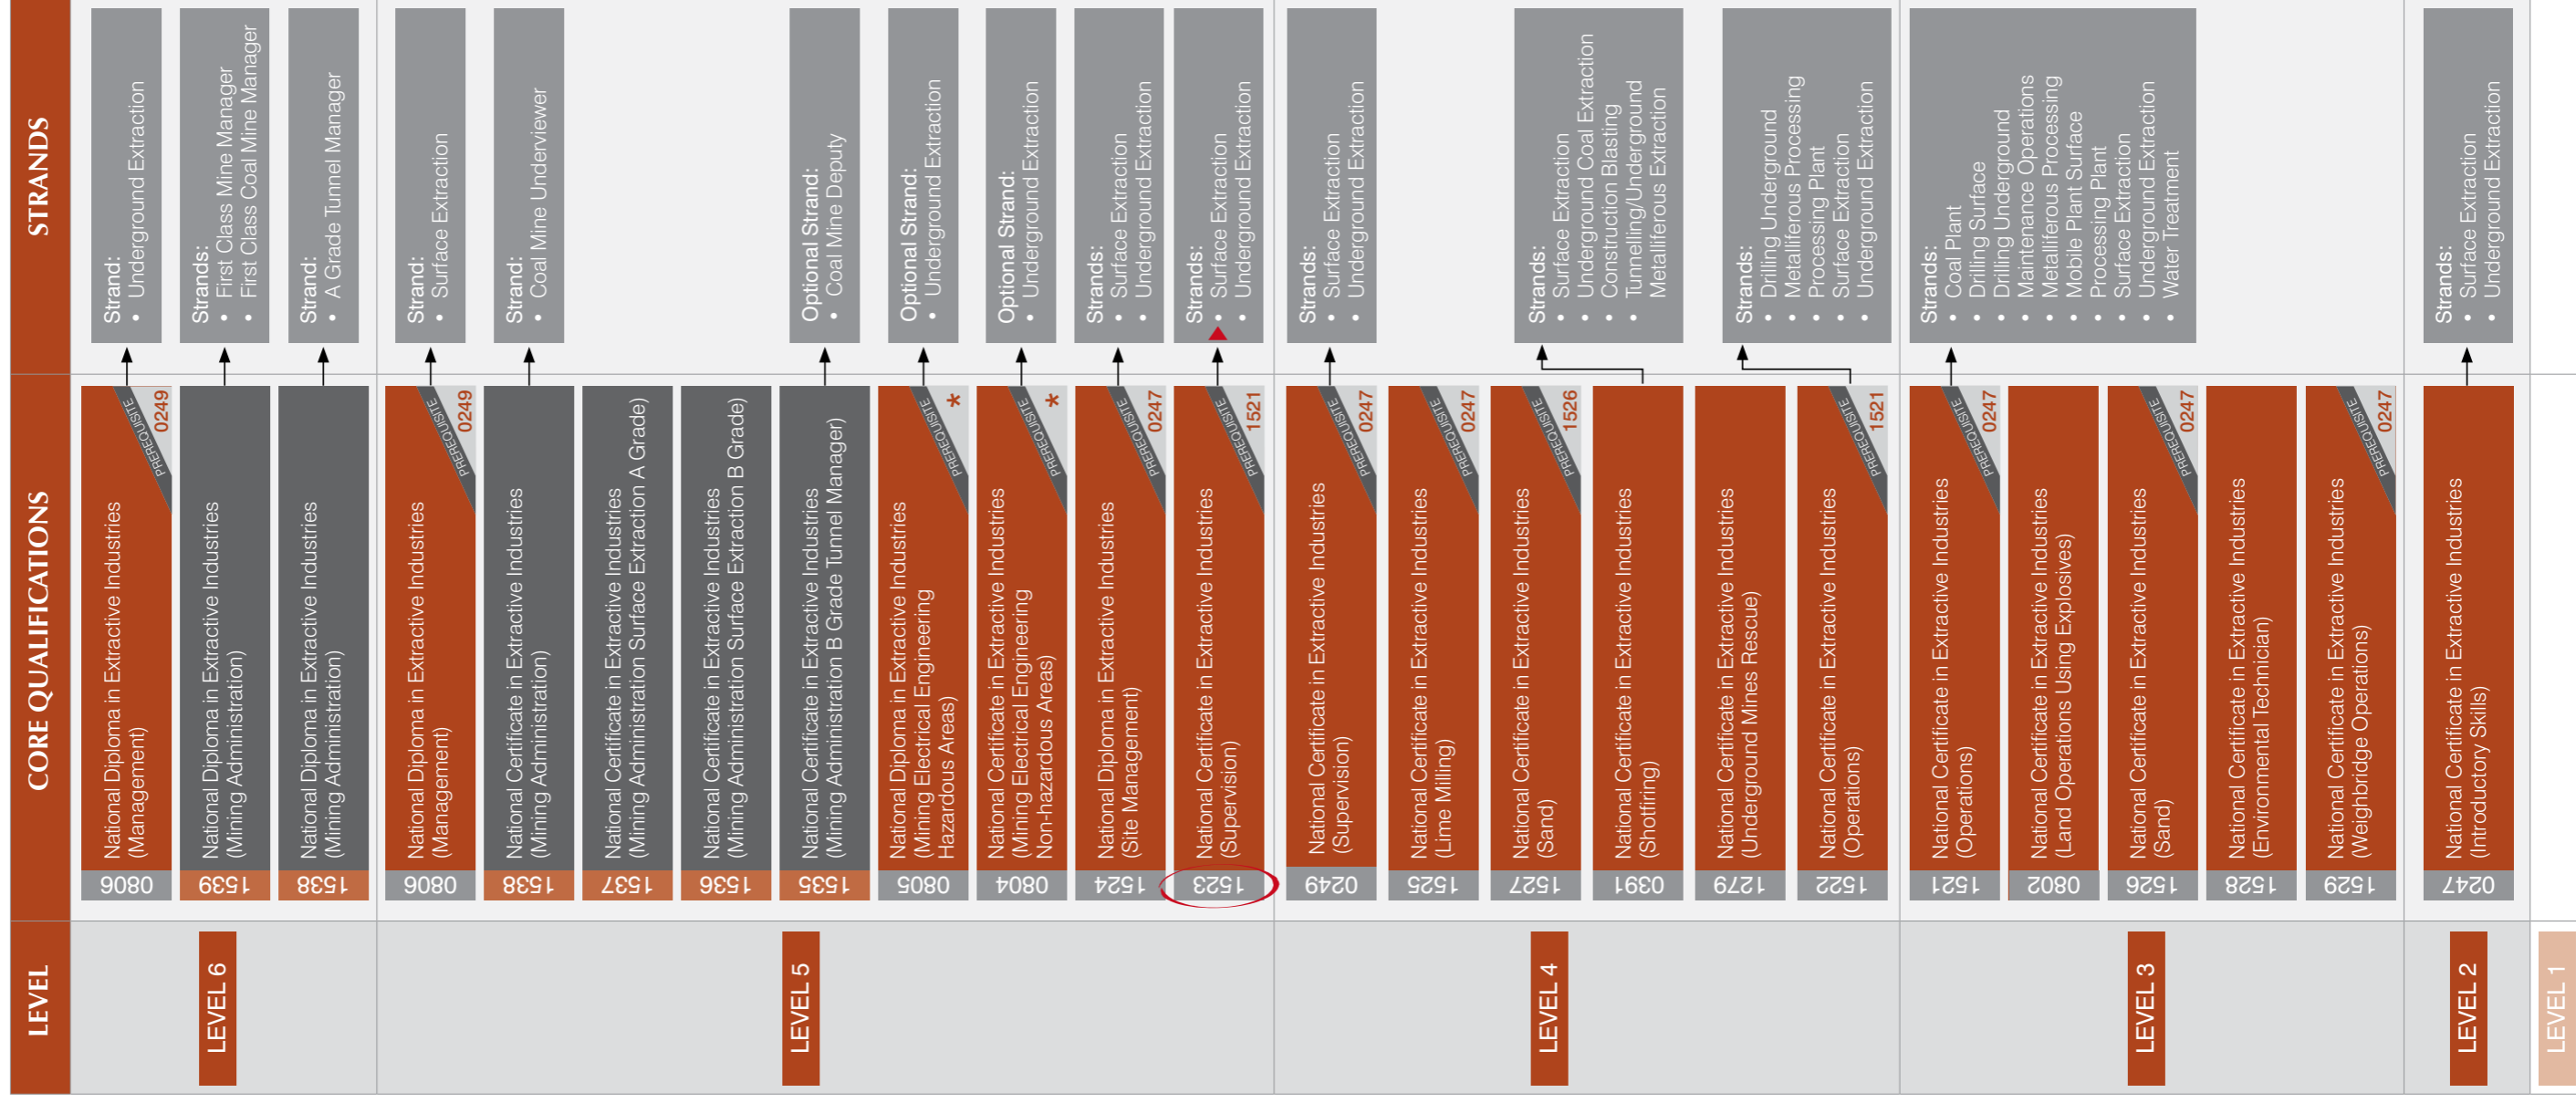 LEVEL
CORE QUALIFICATIONS
STRANDS
LEVEL 6
0806
National Diploma in Extractive Industries
(Management)
PREREQUISITE
0249
Strand:
• Underground Extraction
1539
National Diploma in Extractive Industries
(Mining Administration)
Strands:
• First Class Mine Manager
• First Class Coal Mine Manager
1538
National Diploma in Extractive Industries
(Mining Administration)
Strand:
• A Grade Tunnel Manager
LEVEL 5
0806
National Diploma in Extractive Industries
(Management)
PREREQUISITE
0249
Strand:
• Surface Extraction
1538
National Certificate in Extractive Industries
(Mining Administration)
Strand:
• Coal Mine Underviewer
1537
National Certificate in Extractive Industries
(Mining Administration Surface Extraction A Grade)
1536
National Certificate in Extractive Industries
(Mining Administration Surface Extraction B Grade)
1535
National Certificate in Extractive Industries
(Mining Administration B Grade Tunnel Manager)
Optional Strand:
• Coal Mine Deputy
0805
National Diploma in Extractive Industries
(Mining Electrical Engineering
Hazardous Areas)
PREREQUISITE
*
Optional Strand:
• Underground Extraction
0804
National Certificate in Extractive Industries
(Mining Electrical Engineering
Non-hazardous Areas)
PREREQUISITE
*
Optional Strand:
• Underground Extraction
1524
National Diploma in Extractive Industries
(Site Management)
PREREQUISITE
0247
Strands:
• Surface Extraction
• Underground Extraction
1523
National Certificate in Extractive Industries
(Supervision)
PREREQUISITE
1521
Strands:
• Surface Extraction
• Underground Extraction
LEVEL 4
0249
National Certificate in Extractive Industries
(Supervision)
PREREQUISITE
0247
Strands:
• Surface Extraction
• Underground Extraction
1525
National Certificate in Extractive Industries
(Lime Milling)
PREREQUISITE
0247
1527
National Certificate in Extractive Industries
(Sand)
PREREQUISITE
1526
0391
National Certificate in Extractive Industries
(Shotfiring)
Strands:
• Surface Extraction
• Underground Coal Extraction
• Construction Blasting
• Tunnelling/Underground
Metalliferous Extraction
1279
National Certificate in Extractive Industries
(Underground Mines Rescue)
1522
National Certificate in Extractive Industries
(Operations)
PREREQUISITE
1521
Strands:
• Drilling Underground
• Metalliferous Processing
• Processing Plant
• Surface Extraction
• Underground Extraction
LEVEL 3
1521
National Certificate in Extractive Industries
(Operations)
PREREQUISITE
0247
Strands:
• Coal Plant
• Drilling Surface
• Drilling Underground
• Maintenance Operations
• Metalliferous Processing
• Mobile Plant Surface
• Processing Plant
• Surface Extraction
• Underground Extraction
• Water Treatment
0802
National Certificate in Extractive Industries
(Land Operations Using Explosives)
1526
National Certificate in Extractive Industries
(Sand)
PREREQUISITE
0247
1528
National Certificate in Extractive Industries
(Environmental Technician)
1529
National Certificate in Extractive Industries
(Weighbridge Operations)
PREREQUISITE
0247
LEVEL 2
0247
National Certificate in Extractive Industries
(Introductory Skills)
Strands:
• Surface Extraction
• Underground Extraction
LEVEL 1